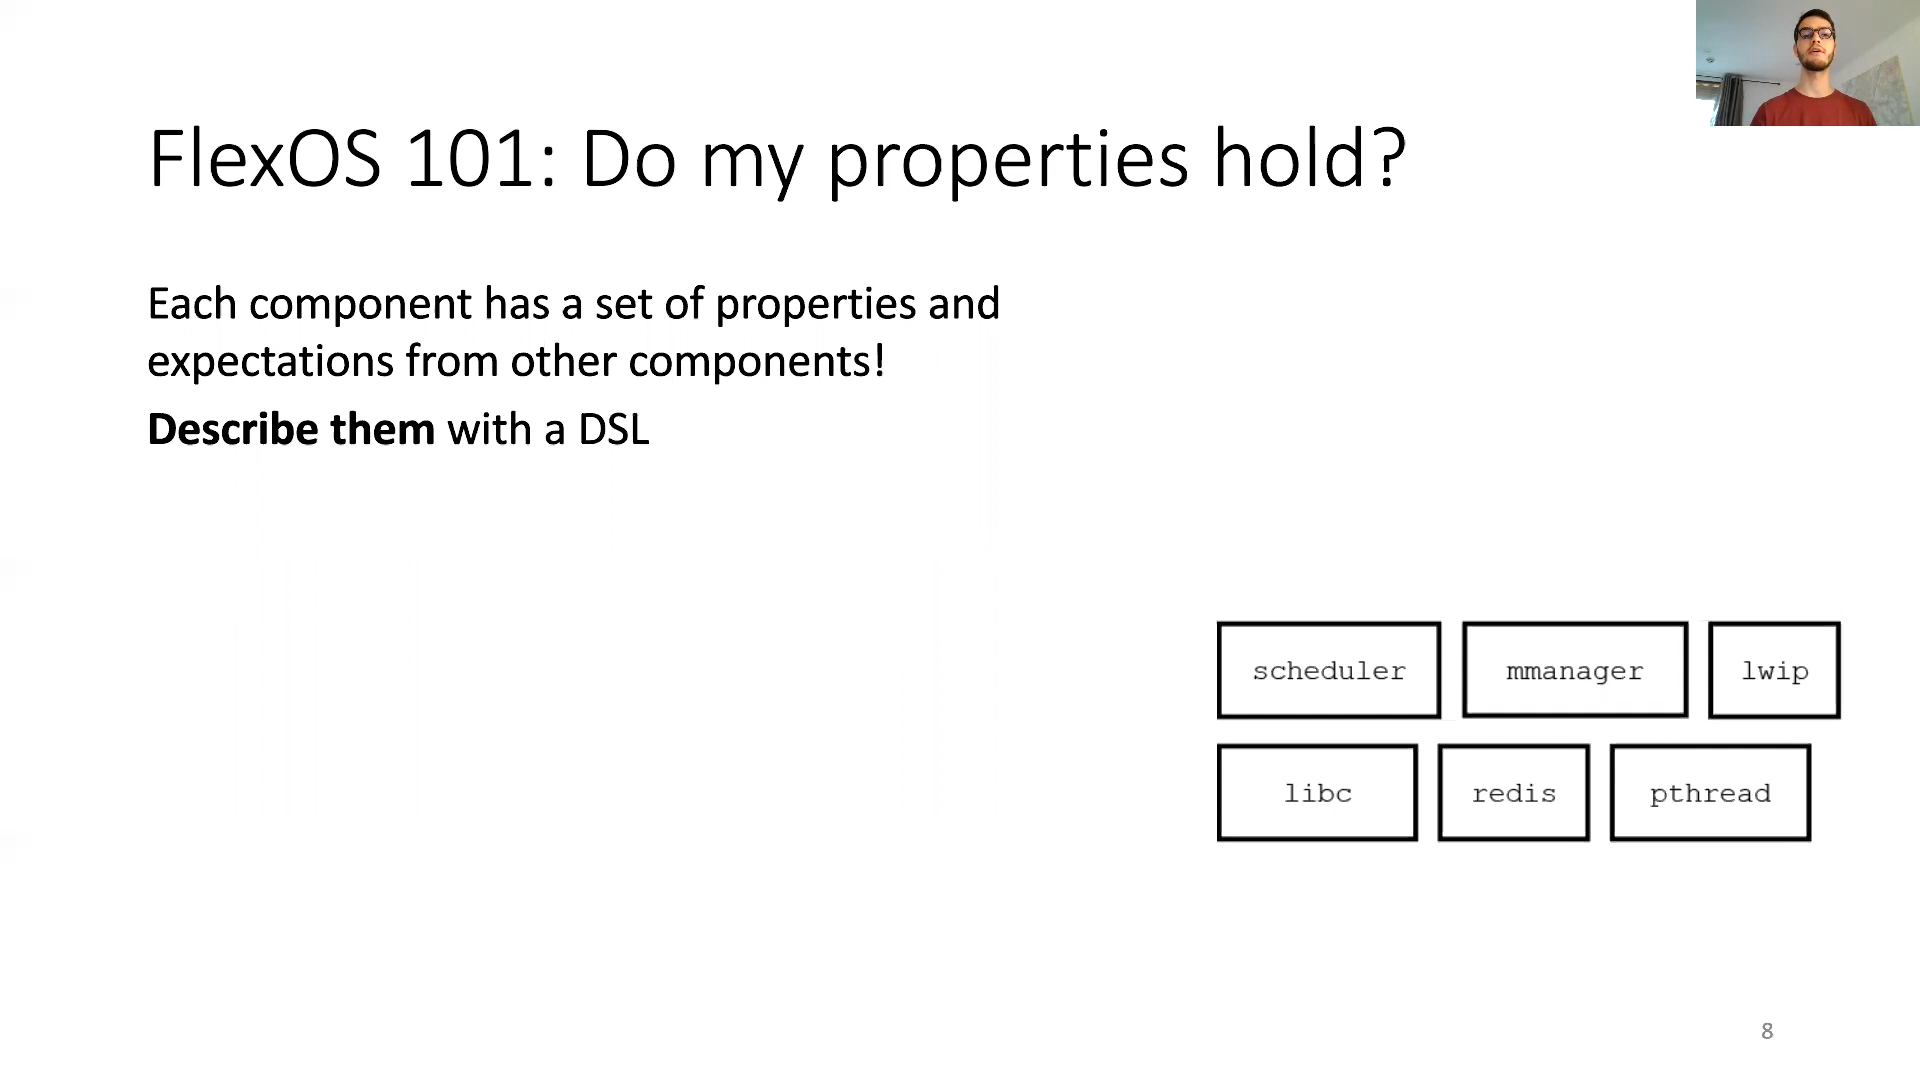 FlexOS 101: Do my properties hold?
Each component has a set of properties and
expectations from other components!
Describe them with a DSL
scheduler mmanager lwip
libc redis pthread
8